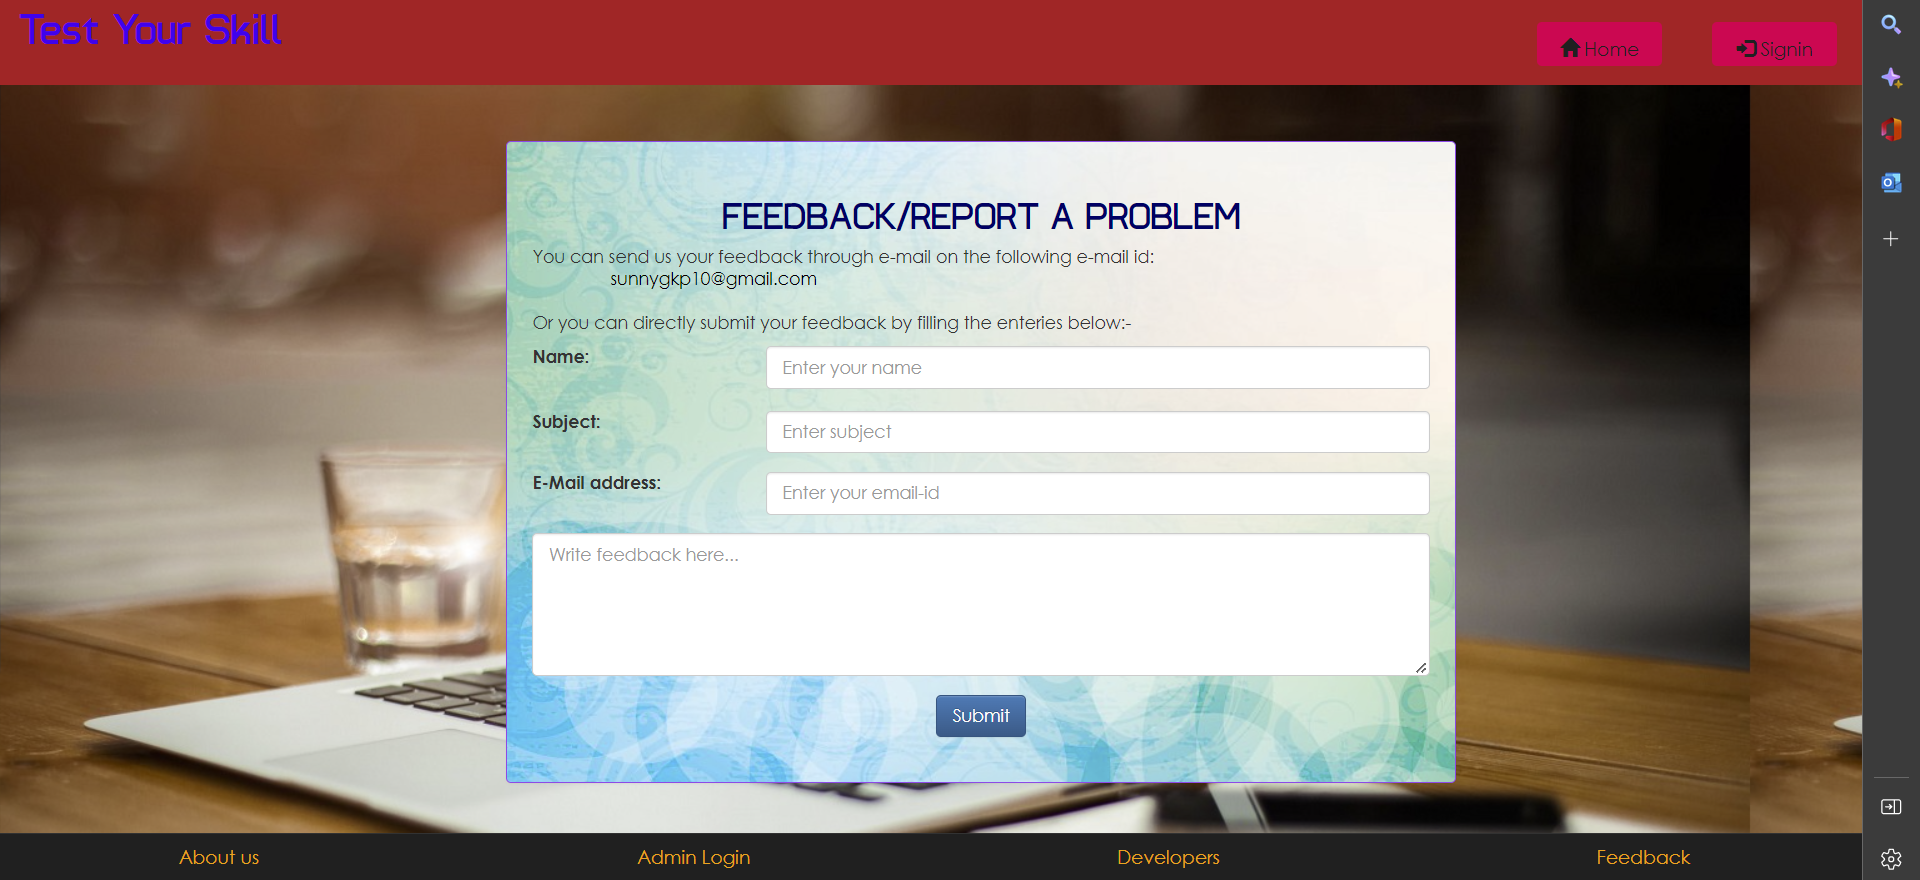 Test Your Skill
Home
Signin
FEEDBACK/REPORT A PROBLEM
You can send us your feedback through e-mail on the following e-mail id:
sunnygkp10@gmail.com
Or you can directly submit your feedback by filling the enteries below:-
Name:
Enter your name
Subject:
Enter subject
E-Mail address:
Enter your email-id
Write feedback here...
Submit
About us
Admin Login
Developers
Feedback